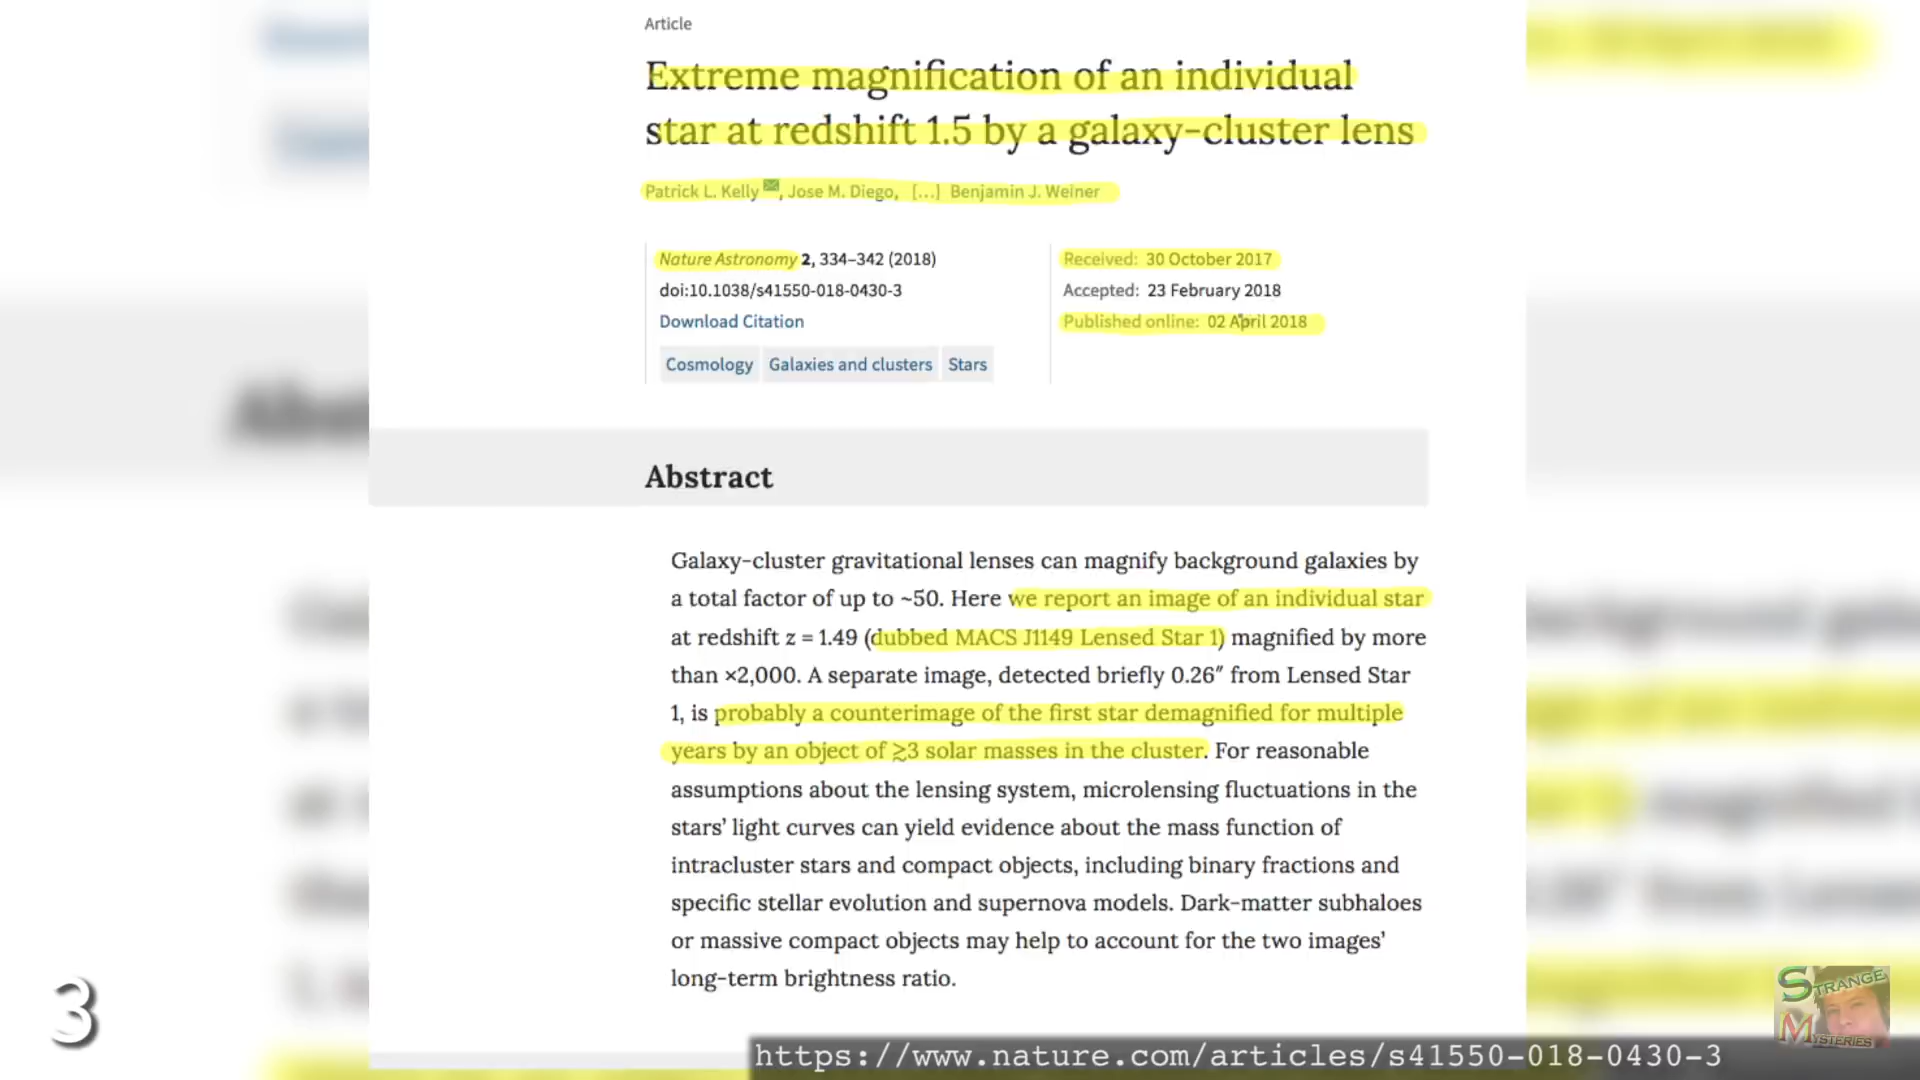 Article
Extreme magnification of an individual
star at redshift 1.5 by a galaxy-cluster lens
Patrick L. Kelly, Jose M. Diego, [...] Benjamin J. Weiner
Nature Astronomy 2, 334–342 (2018)
doi:10.1038/s41550-018-0430-3
Download Citation
Cosmology Galaxies and clusters Stars
Received: 30 October 2017
Accepted: 23 February 2018
Published online: 02 April 2018
Abstract
Galaxy-cluster gravitational lenses can magnify background galaxies by
a total factor of up to ~50. Here we report an image of an individual star
at redshift z = 1.49 (dubbed MACS J1149 Lensed Star 1) magnified by more
than ×2,000. A separate image, detected briefly 0.26″ from Lensed Star
1, is probably a counterimage of the first star demagnified for multiple
years by an object of ≳3 solar masses in the cluster. For reasonable
assumptions about the lensing system, microlensing fluctuations in the
stars’ light curves can yield evidence about the mass function of
intracluster stars and compact objects, including binary fractions and
specific stellar evolution and supernova models. Dark-matter subhaloes
or massive compact objects may help to account for the two images’
long-term brightness ratio.
3
STRANGE
MYSTERIES
https://www.nature.com/articles/s41550-018-0430-3